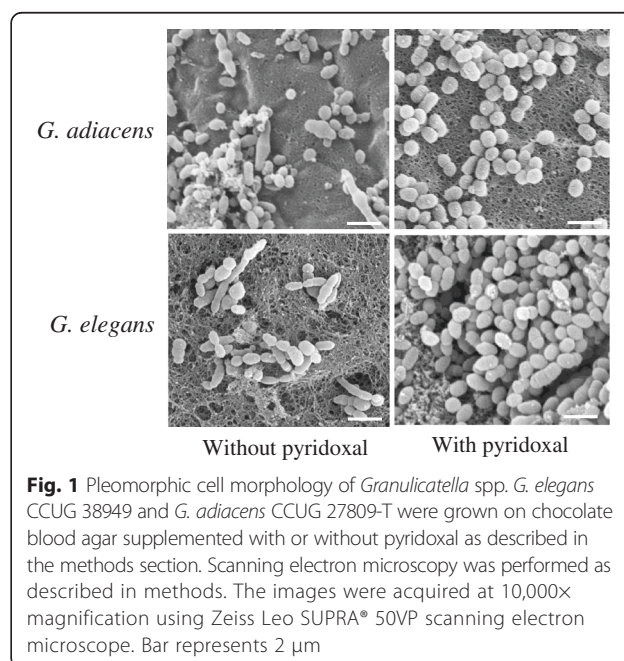 G. adiacens
G. elegans
Without pyridoxal With pyridoxal
Fig. 1 Pleomorphic cell morphology of Granulicatella spp. G. elegans
CCUG 38949 and G. adiacens CCUG 27809-T were grown on chocolate
blood agar supplemented with or without pyridoxal as described in
the methods section. Scanning electron microscopy was performed as
described in methods. The images were acquired at 10,000×
magnification using Zeiss Leo SUPRA® 50VP scanning electron
microscope. Bar represents 2 μm